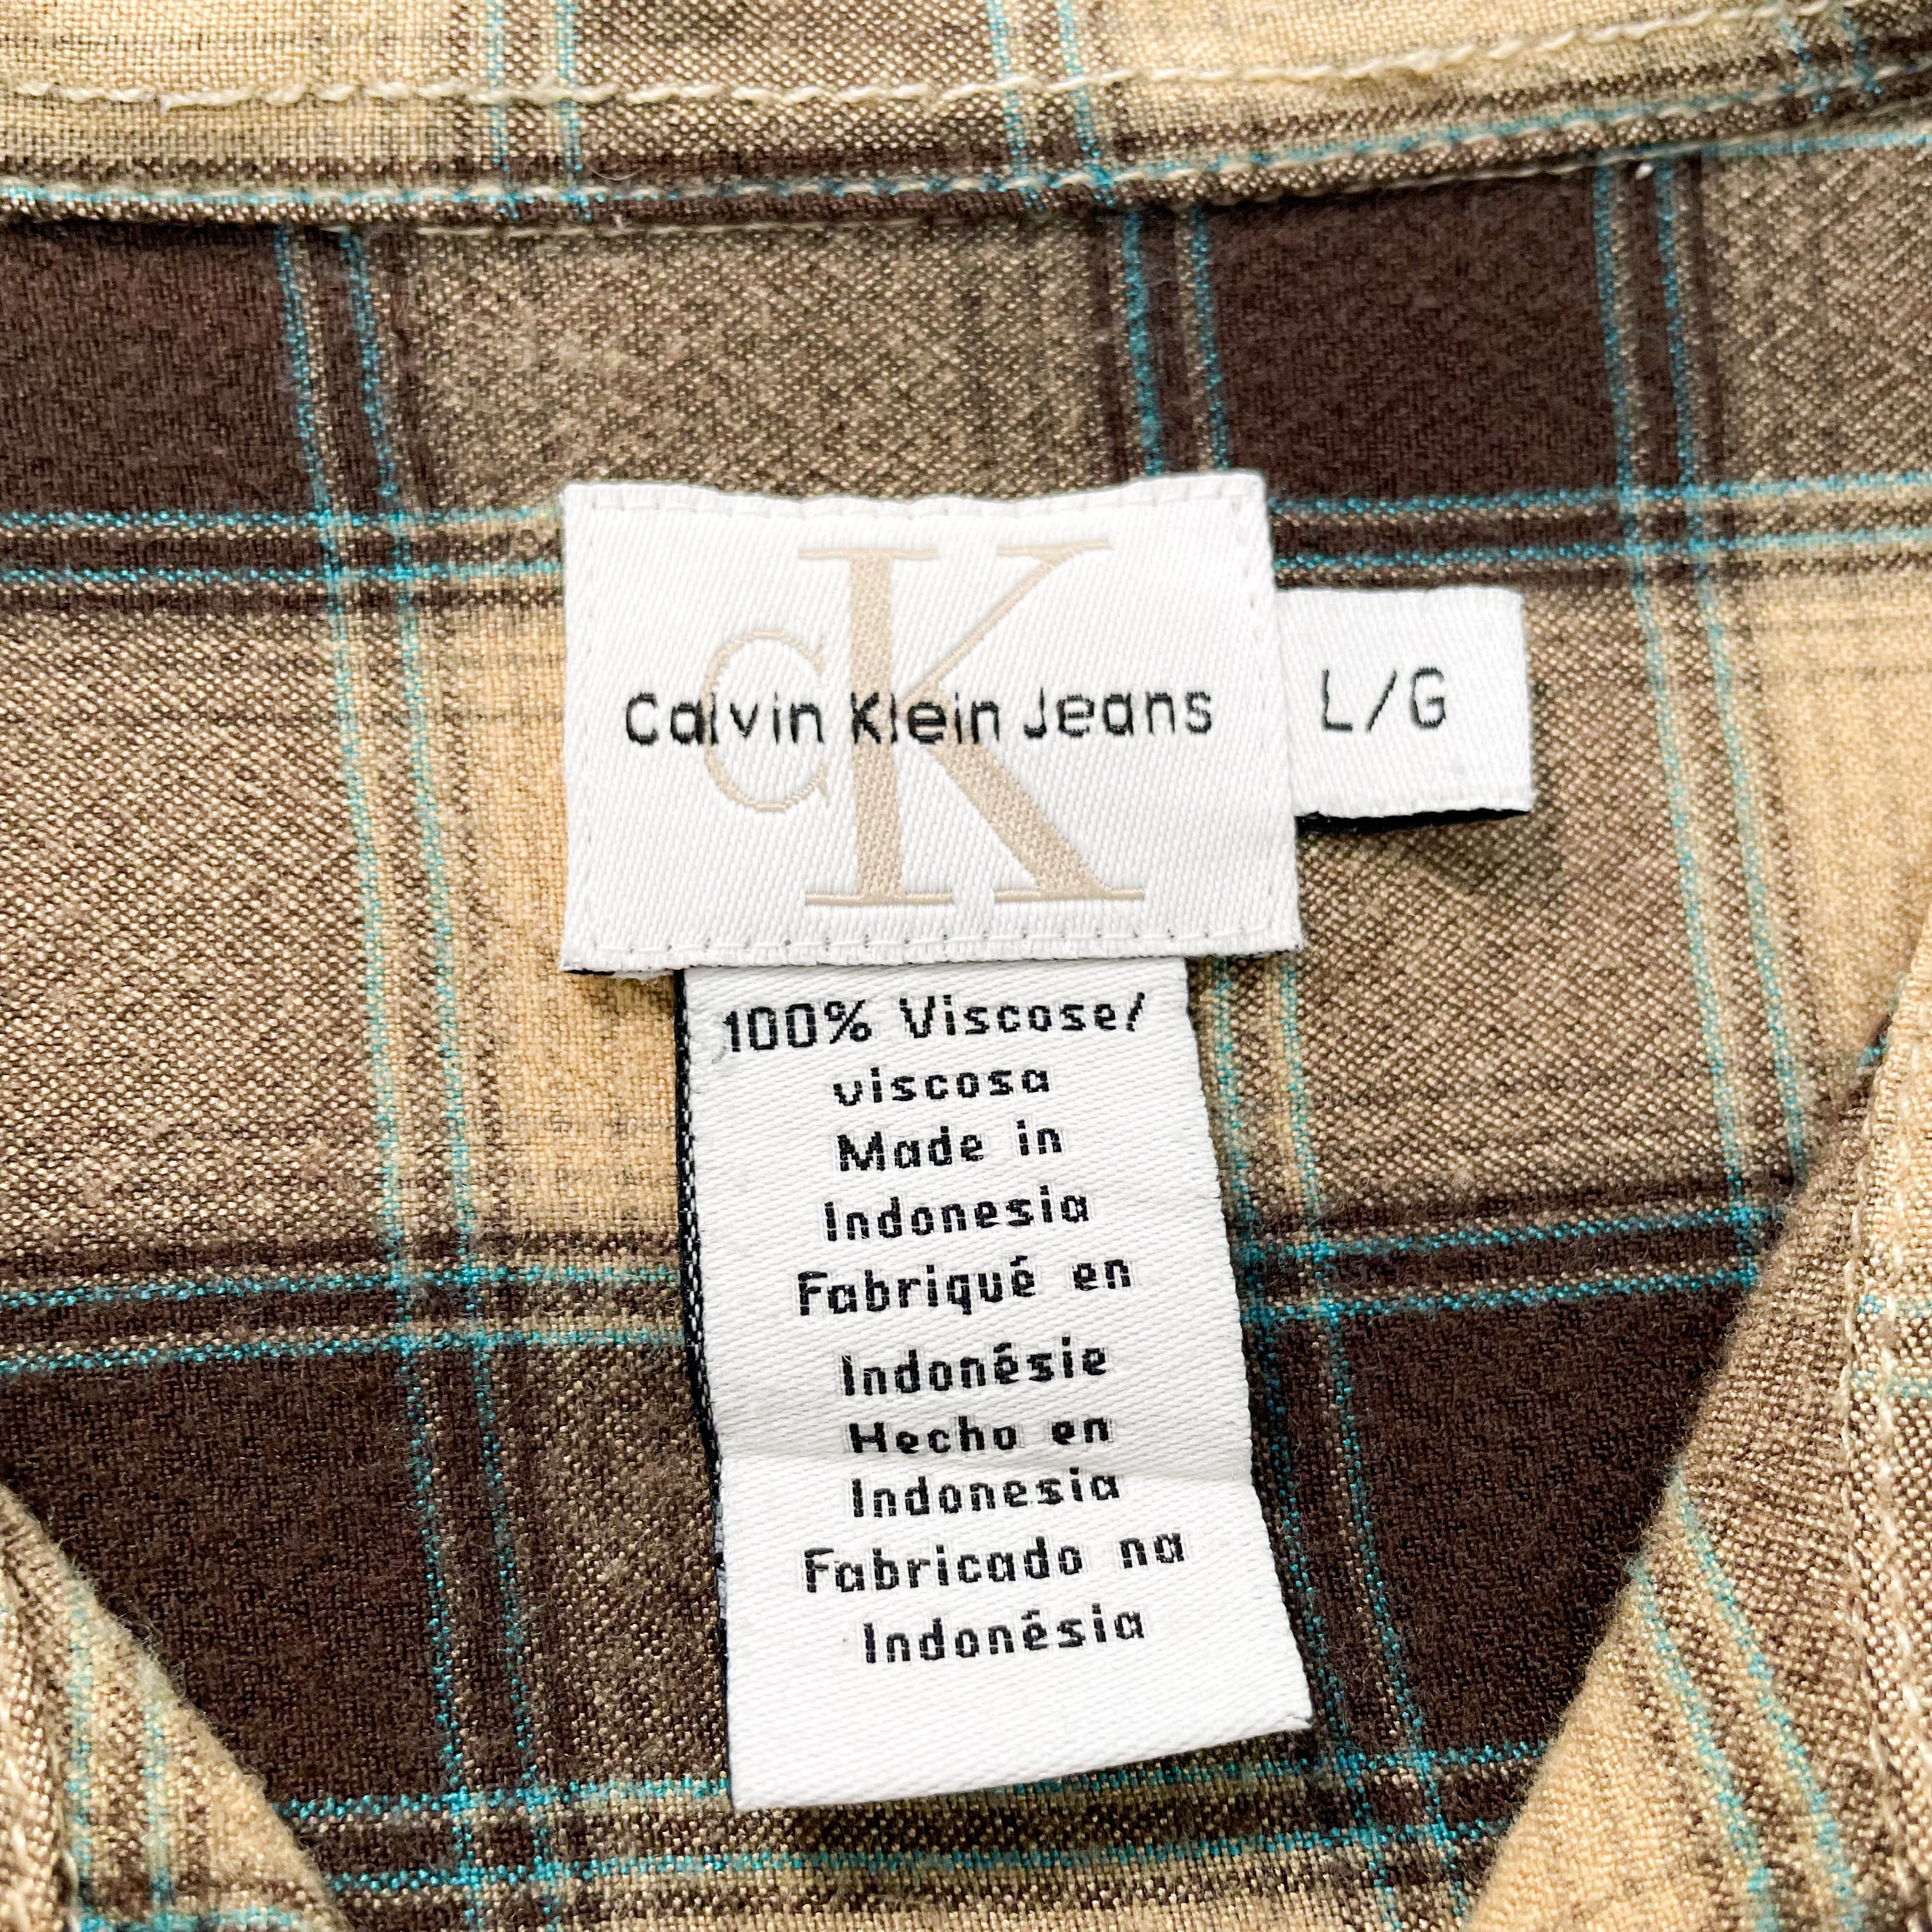 CK
Calvin Klein Jeans
L/G
100% Viscose/
viscosa
Made in
Indonesia
Fabriqué en
Indonésie
Hecho en
Indonesia
Fabricado na
Indonésia